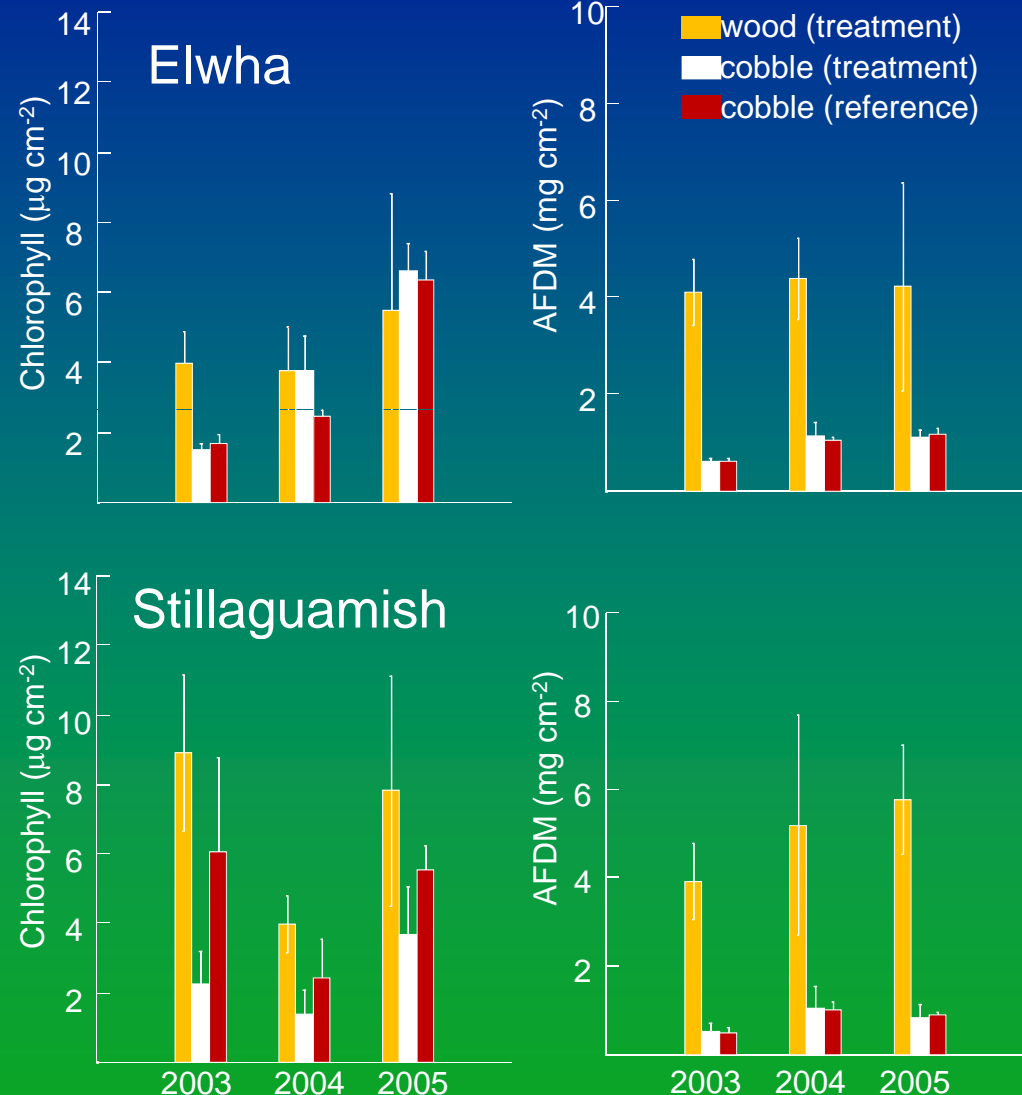 Elwha
Chlorophyll (µg cm-2)
14
12
10
8
6
4
2
wood (treatment)
cobble (treatment)
cobble (reference)
AFDM (mg cm-2)
10
8
6
4
2
Stillaguamish
Chlorophyll (µg cm-2)
14
12
10
8
6
4
2
2003 2004 2005
AFDM (mg cm-2)
10
8
6
4
2
2003 2004 2005